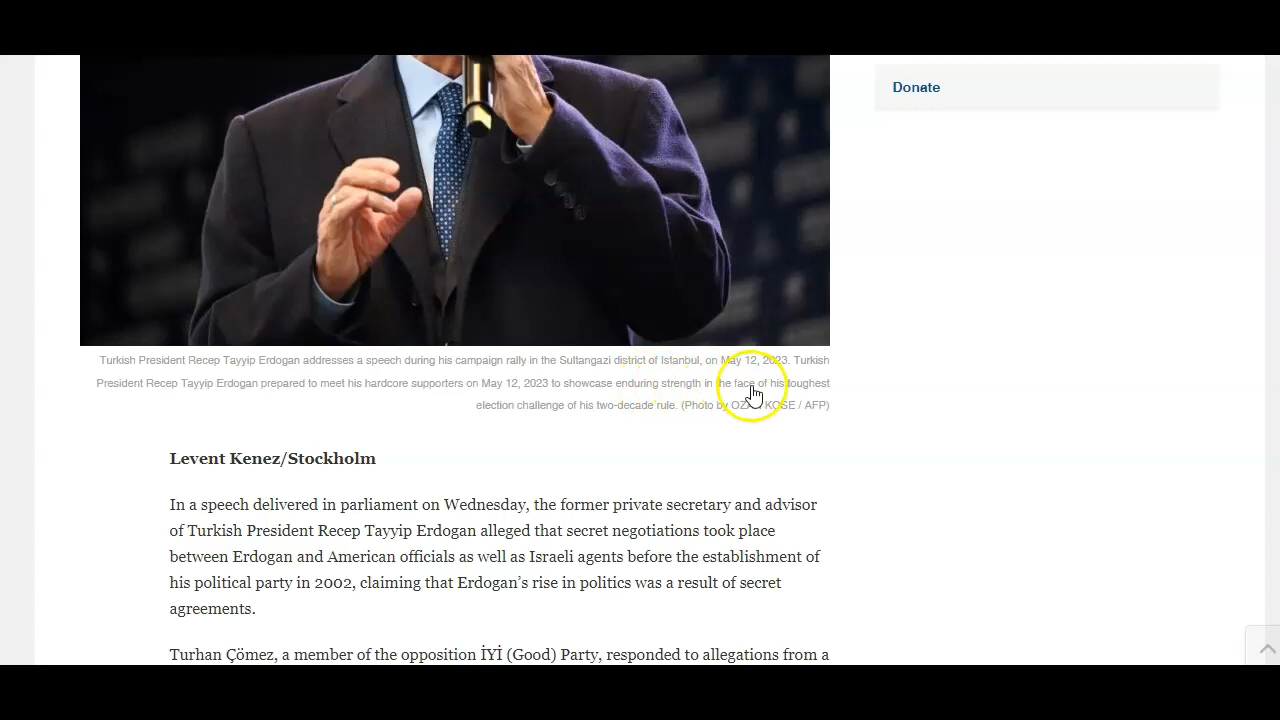 Donate
Turkish President Recep Tayyip Erdogan addresses a speech during his campaign rally in the Sultangazi district of Istanbul, on May 12, 2023. Turkish
President Recep Tayyip Erdogan prepared to meet his hardcore supporters on May 12, 2023 to showcase enduring strength in the face of his toughest
election challenge of his two-decade rule. (Photo by KOSE / AFP)
Levent Kenez/Stockholm
In a speech delivered in parliament on Wednesday, the former private secretary and advisor
of Turkish President Recep Tayyip Erdogan alleged that secret negotiations took place
between Erdogan and American officials as well as Israeli agents before the establishment of
his political party in 2002, claiming that Erdogan’s rise in politics was a result of secret
agreements.
Turhan Çömez, a member of the opposition İYİ (Good) Party, responded to allegations from a